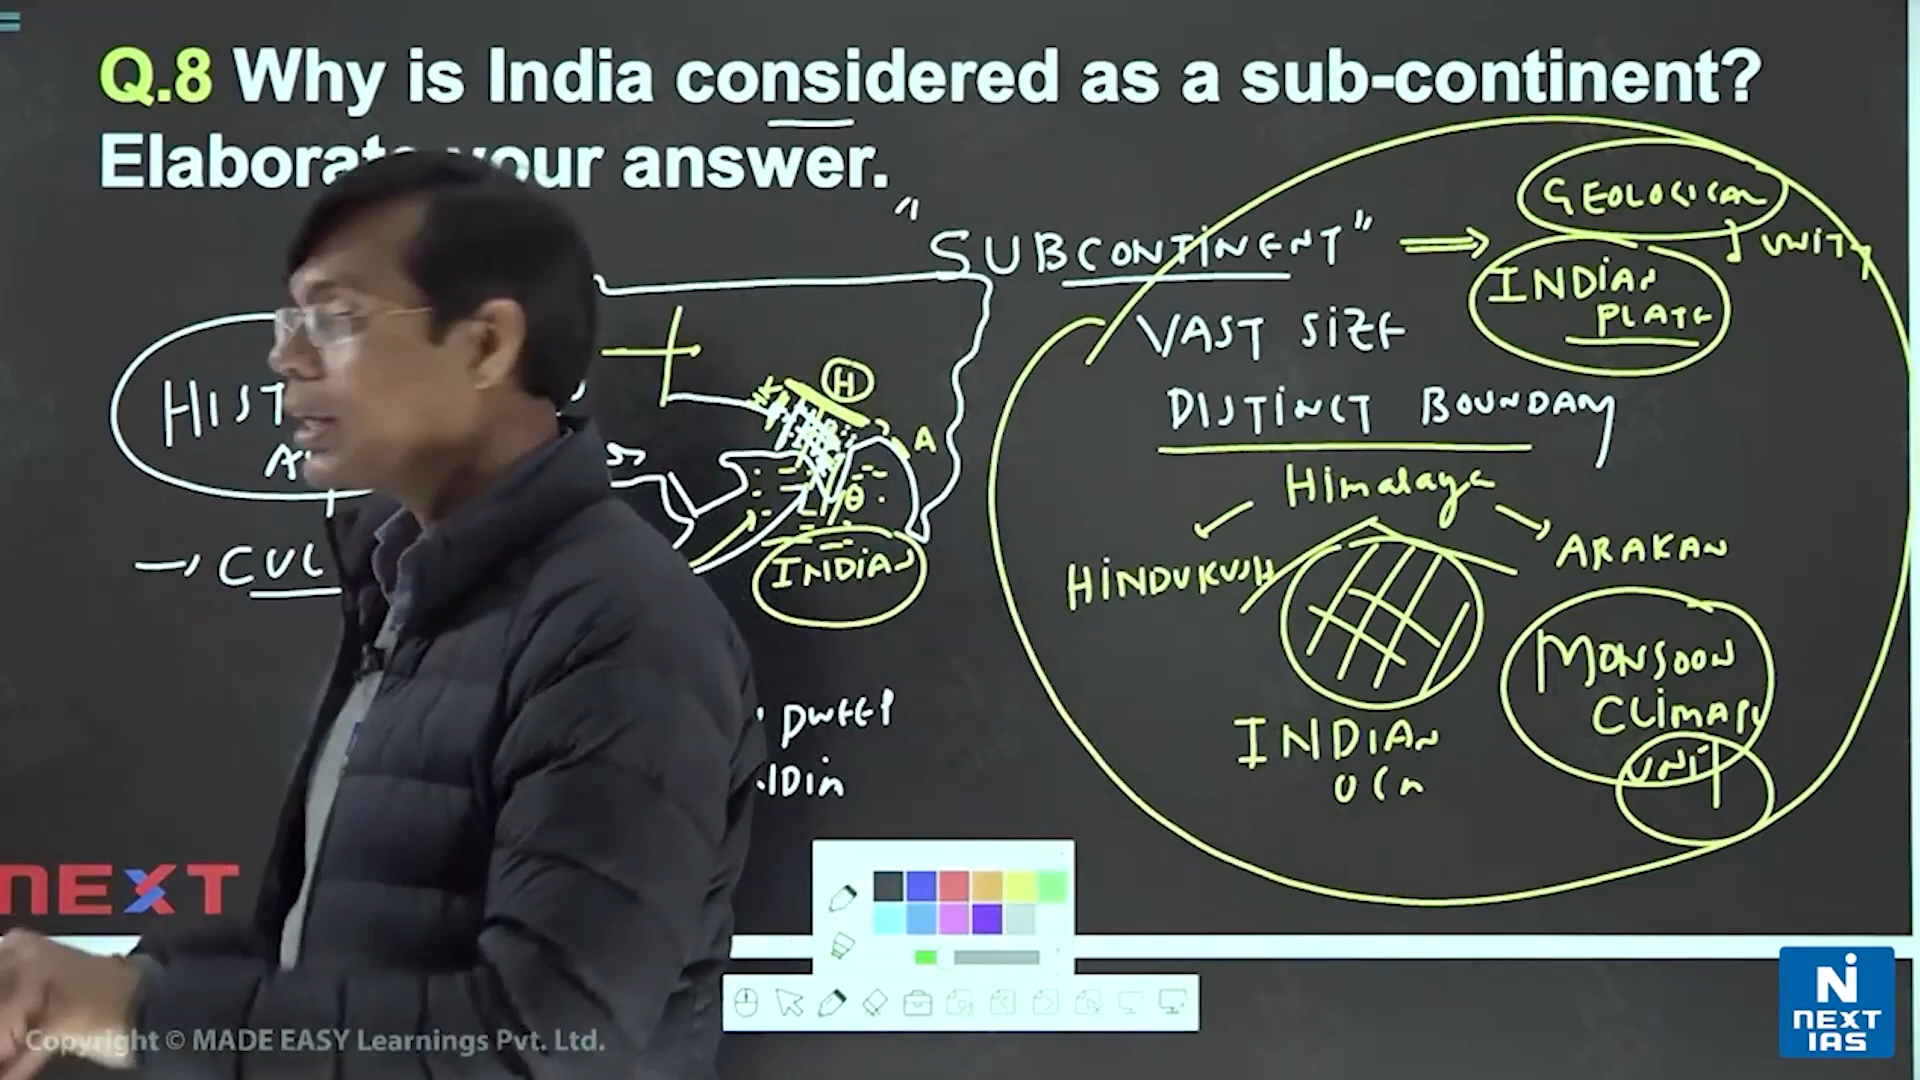 Q.8 Why is India considered as a sub-continent?
Elaborate your answer.
"SUBCONTINENT"
GEOLOGICAL
UNITY
INDIAN
PLATE
VAST SIZE
DISTINCT BOUNDARY
Himalaya
HINDUKUSH
ARAKAN
MONSOON
CLIMATE
UNIT
INDIAN
OCN
HIST
CUL
H
A
INDIAN
DWEEP
NEXT
Copyright © MADE EASY Learnings Pvt. Ltd.
N
NEXT
IAS